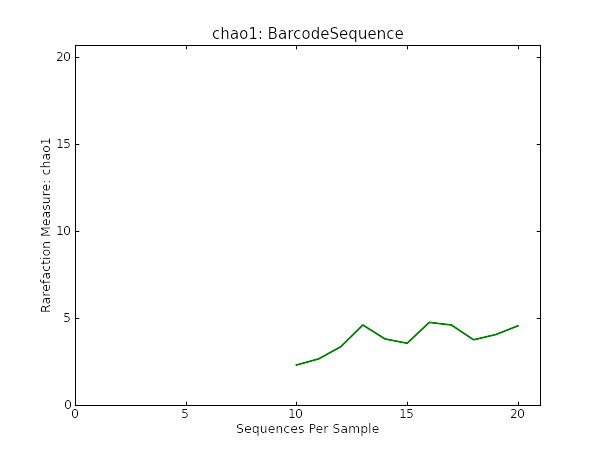 chao1: BarcodeSequence
20
15
10
5
0
Rarefaction Measure: chao1
0 5 10 15 20
Sequences Per Sample